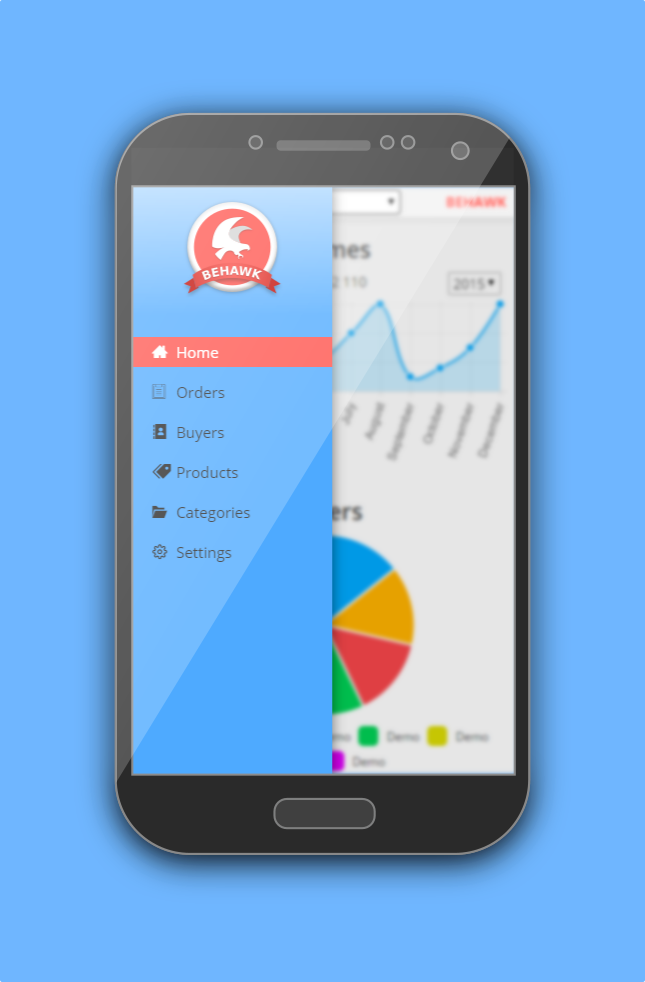 BEHAWK
BEHAWK
Home
Orders
Buyers
Products
Categories
Settings
mes
2 110
2015
July
August
September
October
November
December
ers
Demo
Demo
Demo